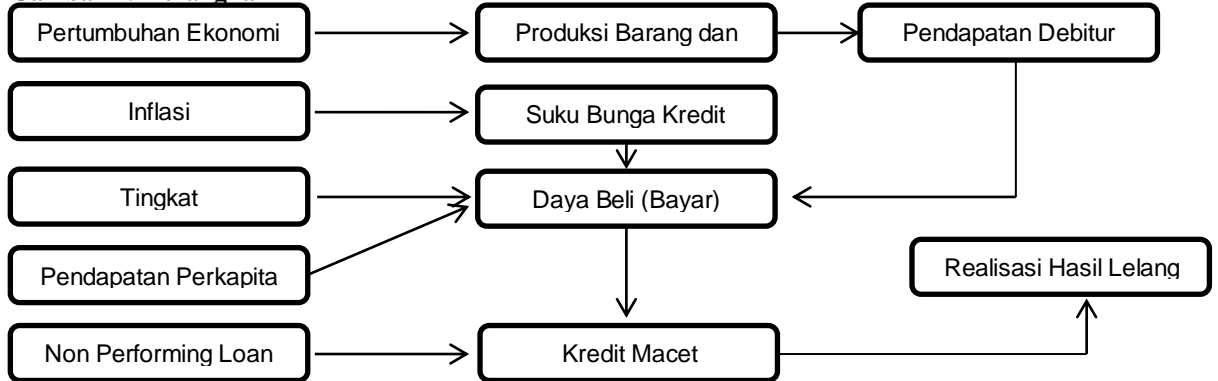 Pertumbuhan Ekonomi
Produksi Barang dan
Pendapatan Debitur
Inflasi
Suku Bunga Kredit
Tingkat
Daya Beli (Bayar)
Pendapatan Perkapita
Realisasi Hasil Lelang
Non Performing Loan
Kredit Macet